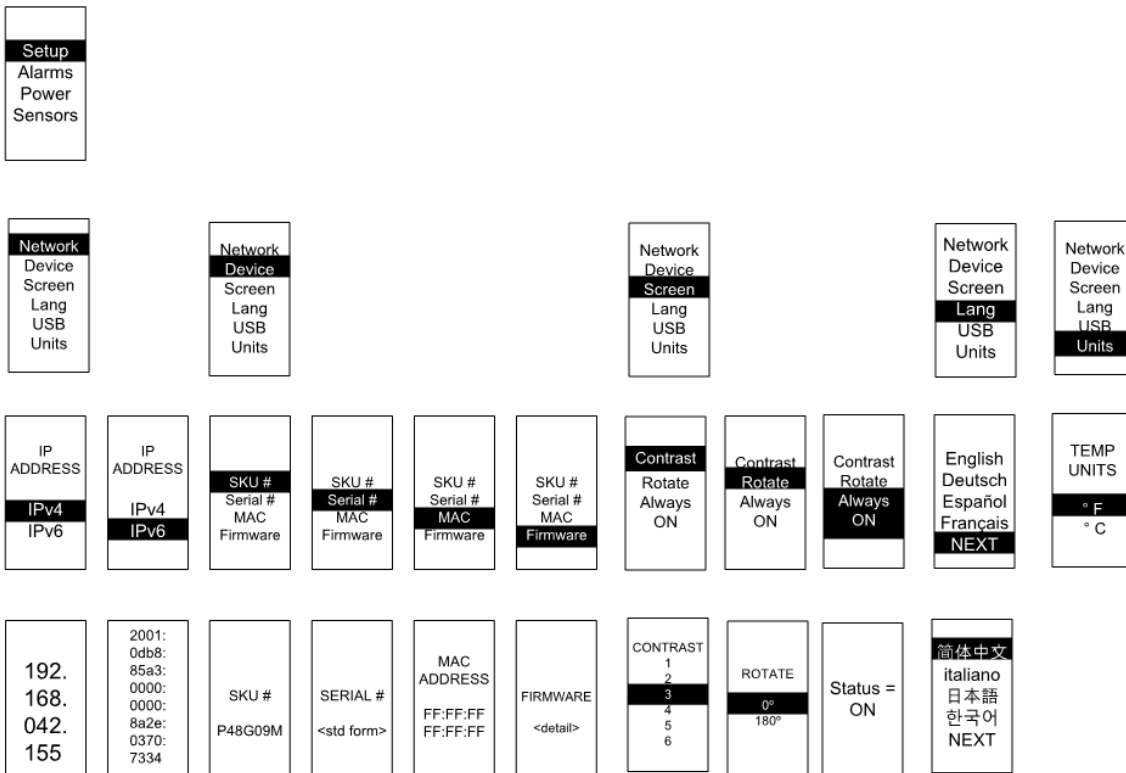 Setup
Alarms
Power
Sensors
Network
Device
Screen
Lang
USB
Units
Network
Device
Screen
Lang
USB
Units
Network
Device
Screen
Lang
USB
Units
Network
Device
Screen
Lang
USB
Units
Network
Device
Screen
Lang
USB
Units
IP
ADDRESS
IPv4
IPv6
IP
ADDRESS
IPv4
IPv6
SKU #
Serial #
MAC
Firmware
SKU #
Serial #
MAC
Firmware
SKU #
Serial #
MAC
Firmware
SKU #
Serial #
MAC
Firmware
Contrast
Rotate
Always
ON
Contrast
Rotate
Always
ON
Contrast
Rotate
Always
ON
English
Deutsch
Español
Français
NEXT
TEMP
UNITS
° F
° C
192.
168.
042.
155
2001:
0db8:
85a3:
0000:
0000:
8a2e:
0370:
7334
SKU #
P48G09M
SERIAL #
<std form>
MAC
ADDRESS
FF:FF:FF
FF:FF:FF
FIRMWARE
<detail>
CONTRAST
1
2
3
4
5
6
ROTATE
0º
180º
Status =
ON
简体中文
italiano
日本語
한국어
NEXT